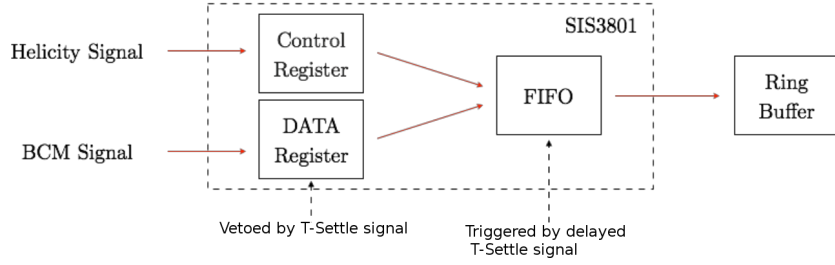 SIS3801
Helicity Signal
Control
Register
FIFO
Ring
Buffer
BCM Signal
DATA
Register
Vetoed by T-Settle signal
Triggered by delayed
T-Settle signal